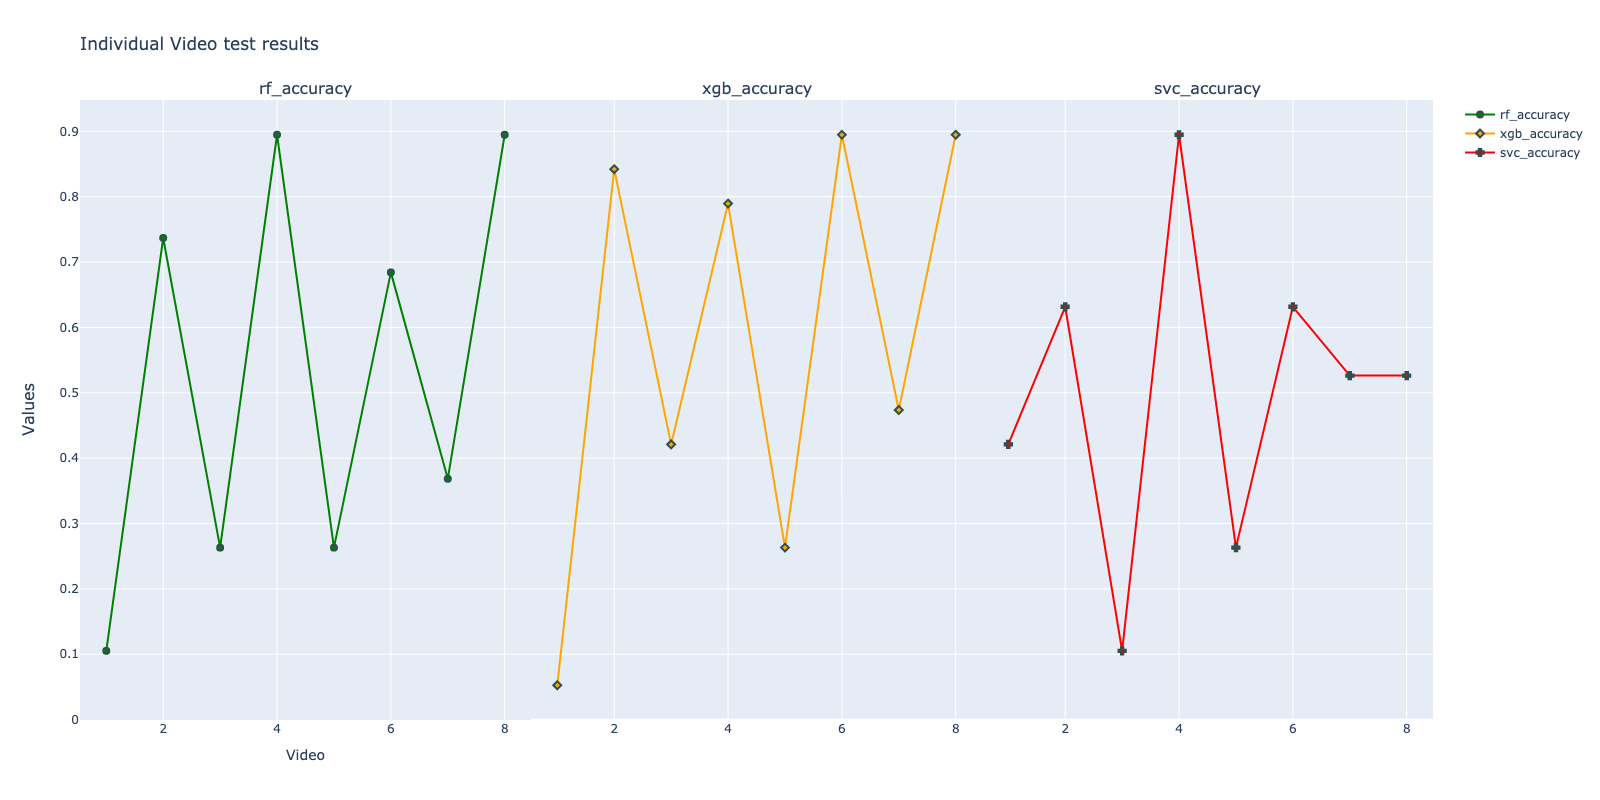 Individual Video test results
rf_accuracy
xgb_accuracy
svc_accuracy
rf_accuracy
xgb_accuracy
svc_accuracy
Values
0.9
0.8
0.7
0.6
0.5
0.4
0.3
0.2
0.1
0
2 4 6 8 2 4 6 8 2 4 6 8
Video